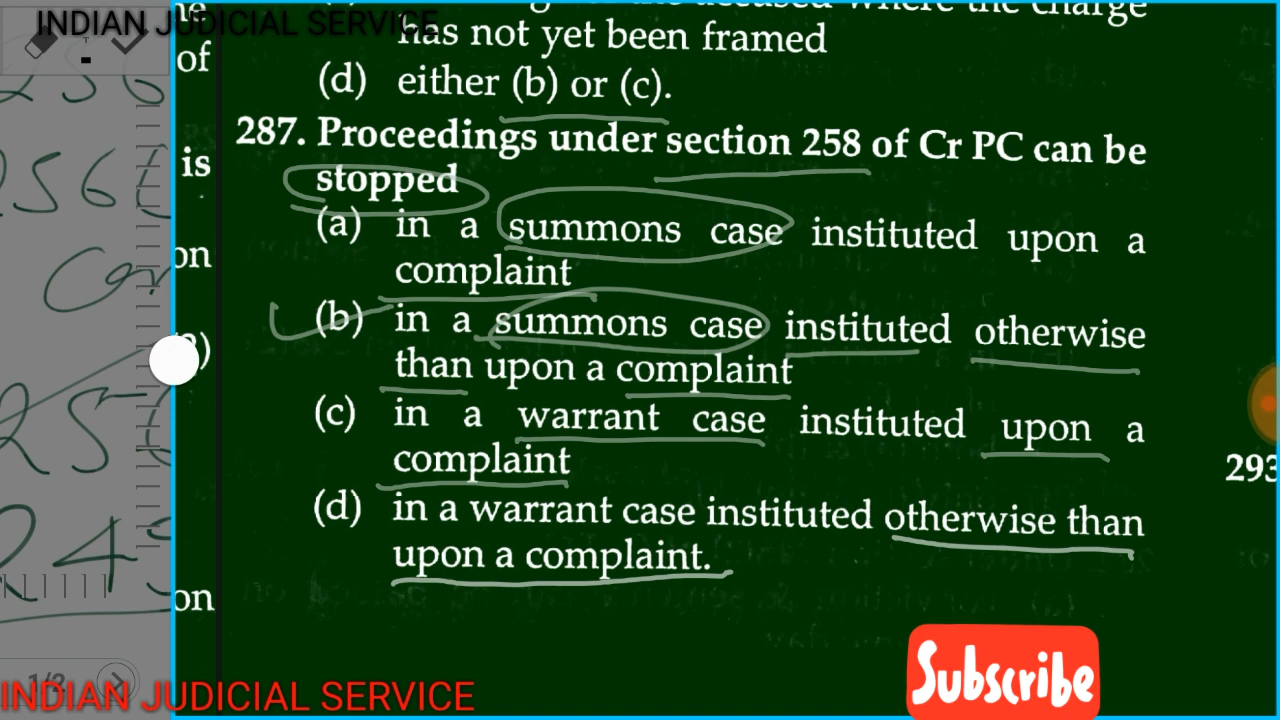 INDIAN JUDICIAL SERVICE
has not yet been framed
(d) either (b) or (c).
287. Proceedings under section 258 of Cr PC can be
stopped
(a) in a summons case instituted upon a
complaint
(b) in a summons case instituted otherwise
than upon a complaint
(c) in a warrant case instituted upon a
complaint
(d) in a warrant case instituted otherwise than
upon a complaint.
of
is
on
on
293
1/2
Subscribe
INDIAN JUDICIAL SERVICE